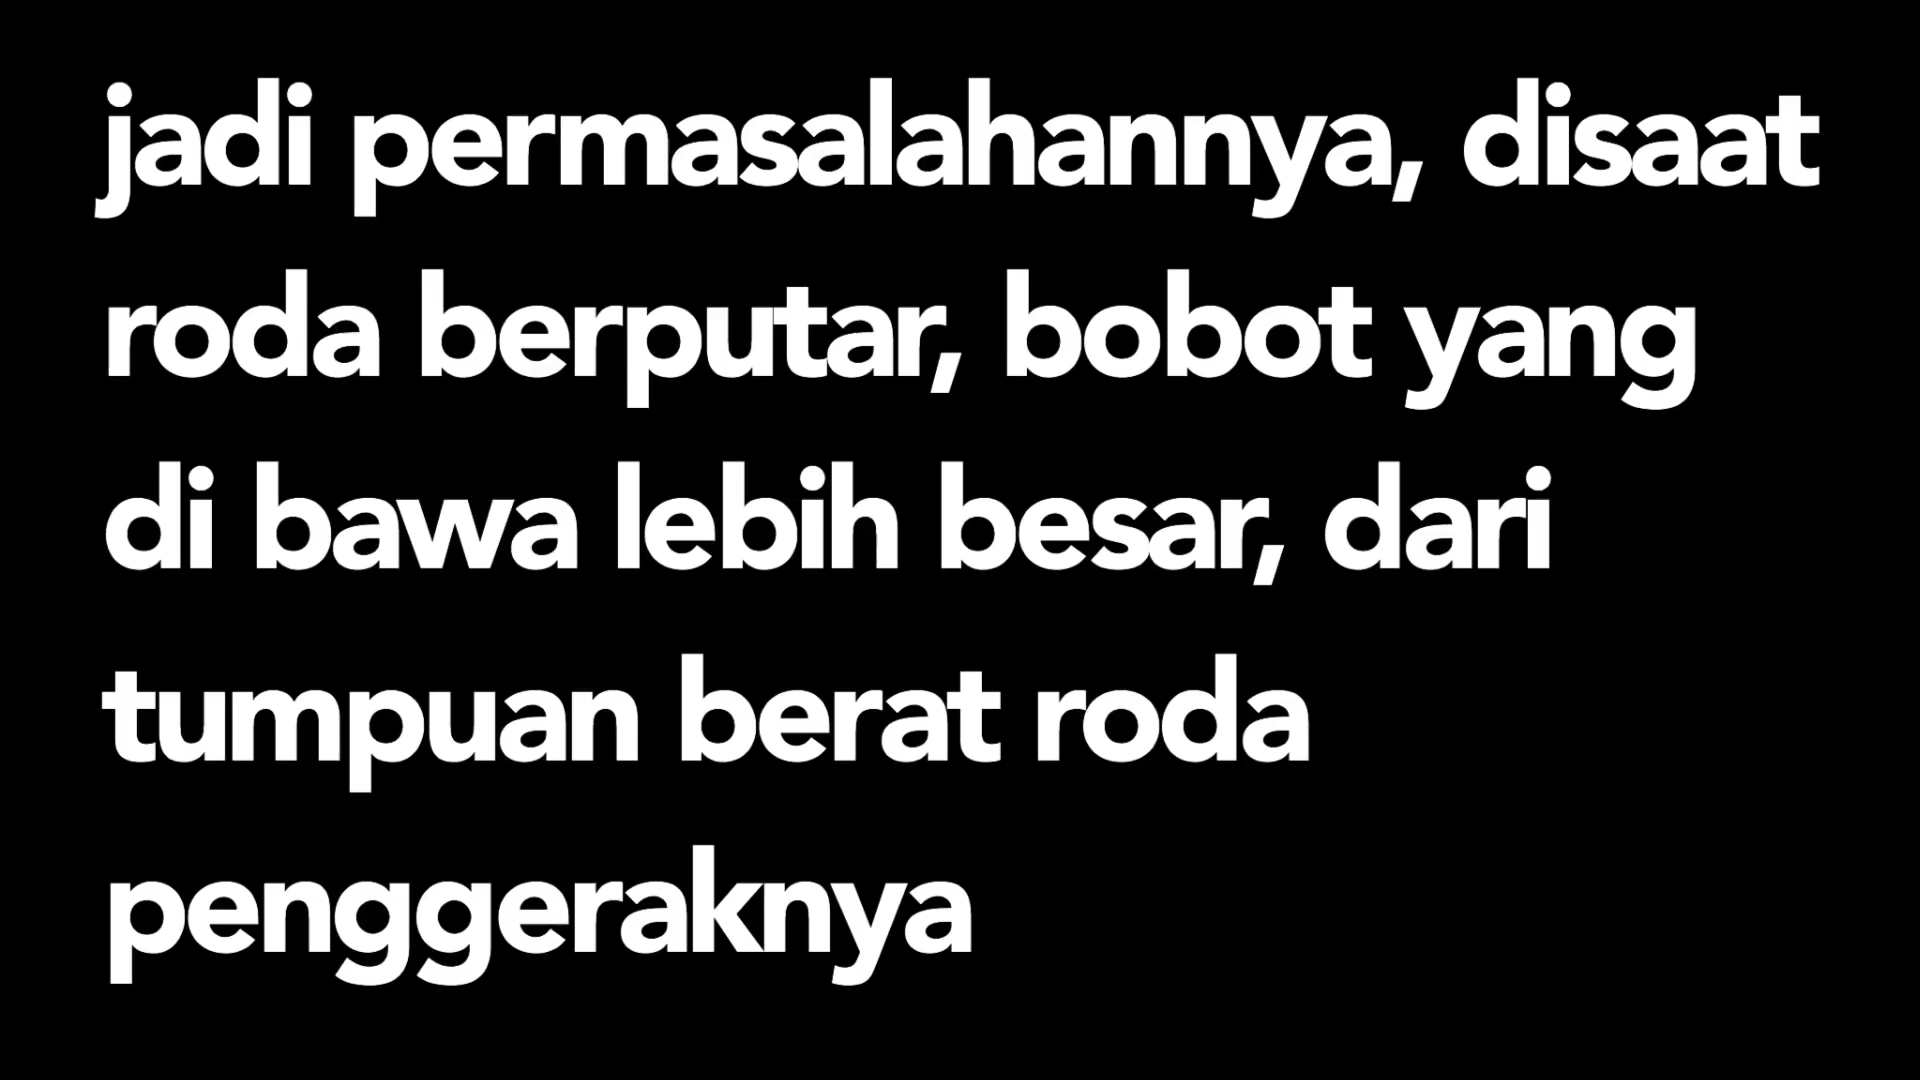 jadi permasalahannya, disaat
roda berputar, bobot yang
di bawa lebih besar, dari
tumpuan berat roda
penggeraknya